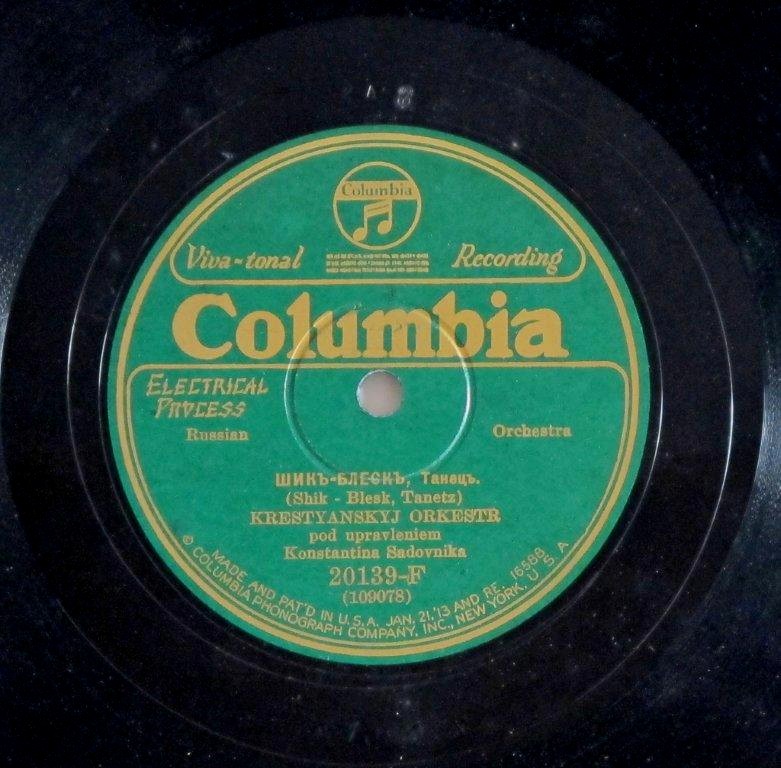 Columbia
Viva-tonal Recording
Columbia
ELECTRICAL
PROCESS
Russian Orchestra
ШИКЪ-БЛЕСКЪ, Танецъ.
(Shik - Blesk, Tanetz)
KRESTYANSKYJ ORKESTR
pod upravleniem
Konstantina Sadovnika
20139-F
(109078)
MADE AND PAT'D IN U.S.A. JAN. 21,'13 AND RE. 16588
© COLUMBIA PHONOGRAPH COMPANY, INC., NEW YORK, U.S.A.